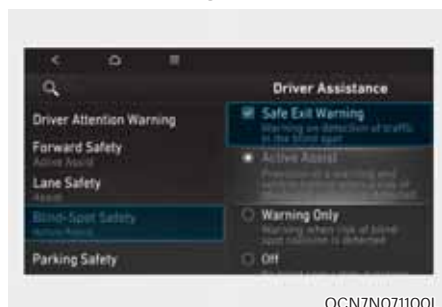 Driver Assistance
Driver Attention Warning
Forward Safety
Active Assist
Lane Safety
Assist
Blind-Spot Safety
Active Assist
Parking Safety
Safe Exit Warning
Warning on detection of traffic
in the blind spot
Active Assist
Warning Only
Warning when risk of blind-
spot collision is detected
Off
OCN7N071100L